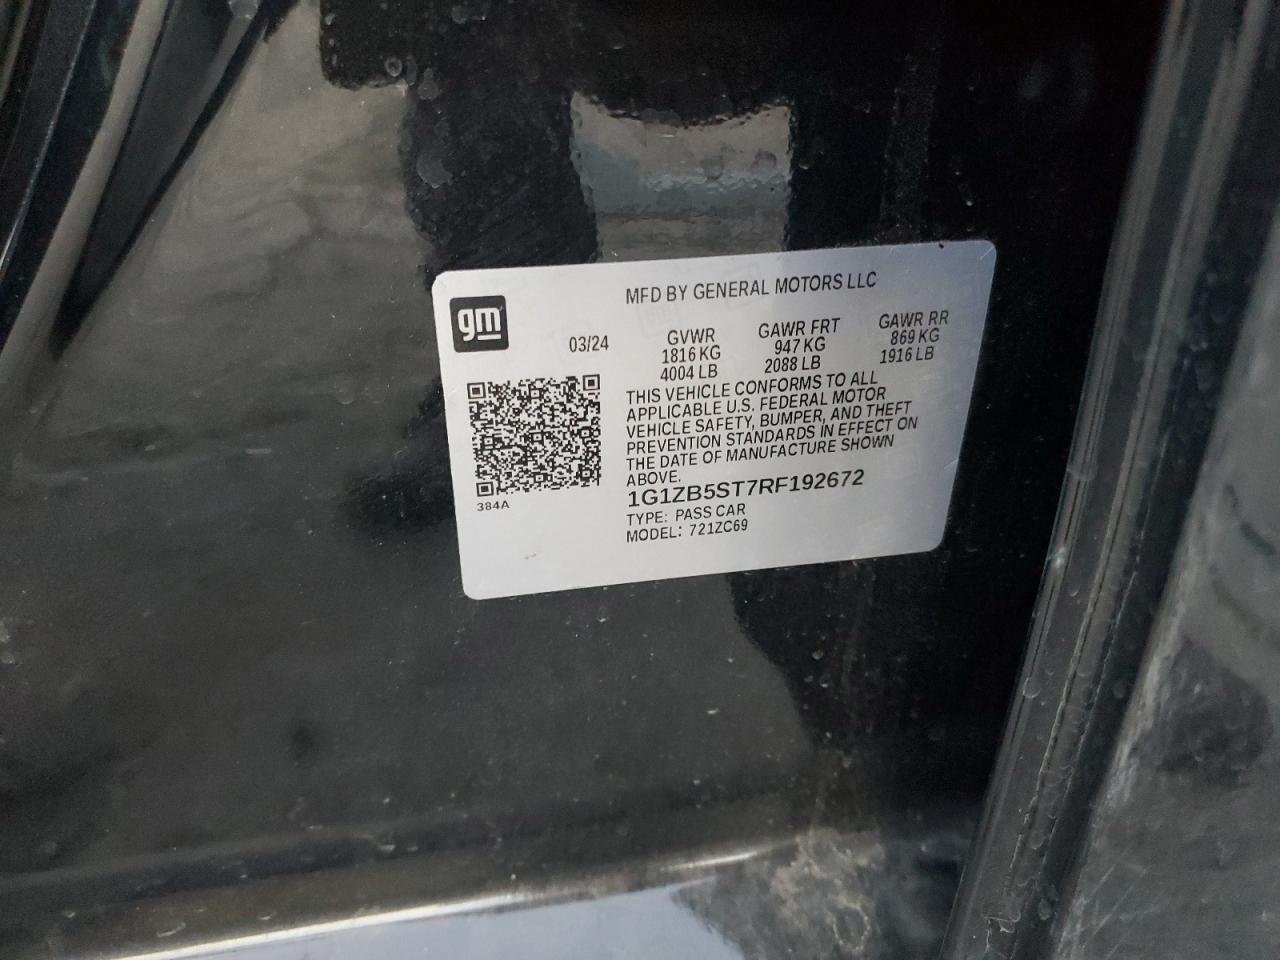 MFD BY GENERAL MOTORS LLC
gm
03/24 GVWR GAWR FRT GAWR RR
1816 KG 947 KG 869 KG
4004 LB 2088 LB 1916 LB
THIS VEHICLE CONFORMS TO ALL
APPLICABLE U.S. FEDERAL MOTOR
VEHICLE SAFETY, BUMPER, AND THEFT
PREVENTION STANDARDS IN EFFECT ON
THE DATE OF MANUFACTURE SHOWN
ABOVE.
384A
1G1ZB5ST7RF192672
TYPE: PASS CAR
MODEL: 721ZC69